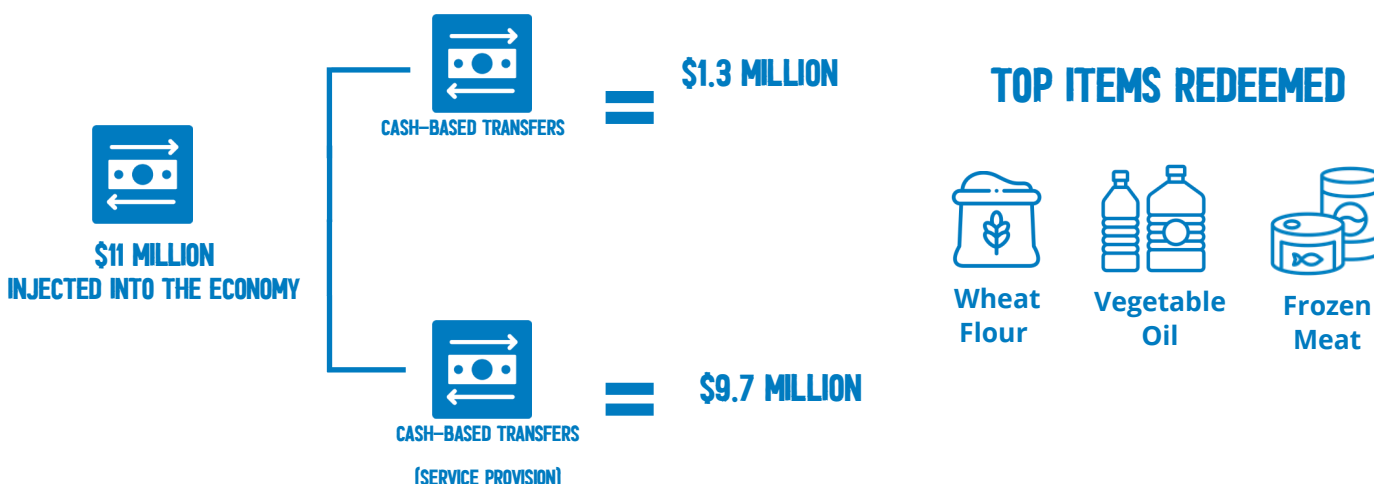 $11 MILLION
INJECTED INTO THE ECONOMY
CASH-BASED TRANSFERS
$1.3 MILLION
CASH-BASED TRANSFERS
(SERVICE PROVISION)
$9.7 MILLION
TOP ITEMS REDEEMED
Wheat
Flour
Vegetable
Oil
Frozen
Meat